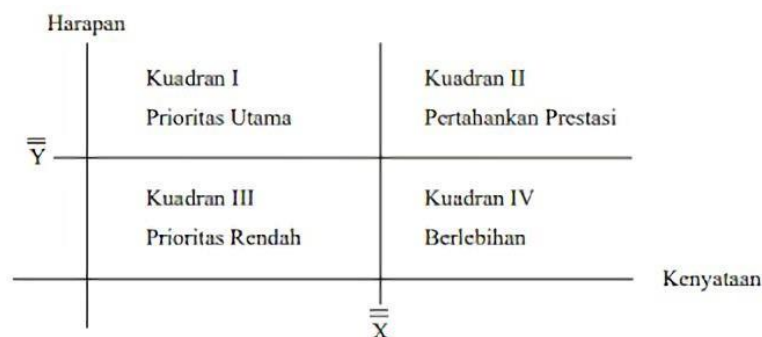 Harapan
Kuadran I
Prioritas Utama
Kuadran II
Pertahankan Prestasi
Y
Kuadran III
Prioritas Rendah
Kuadran IV
Berlebihan
Kenyataan
X